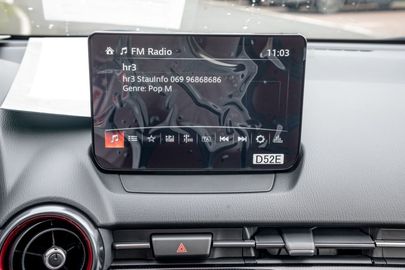 FM Radio 11:03
hr3
hr3 StauInfo 069 96868686
Genre: Pop M
D52E